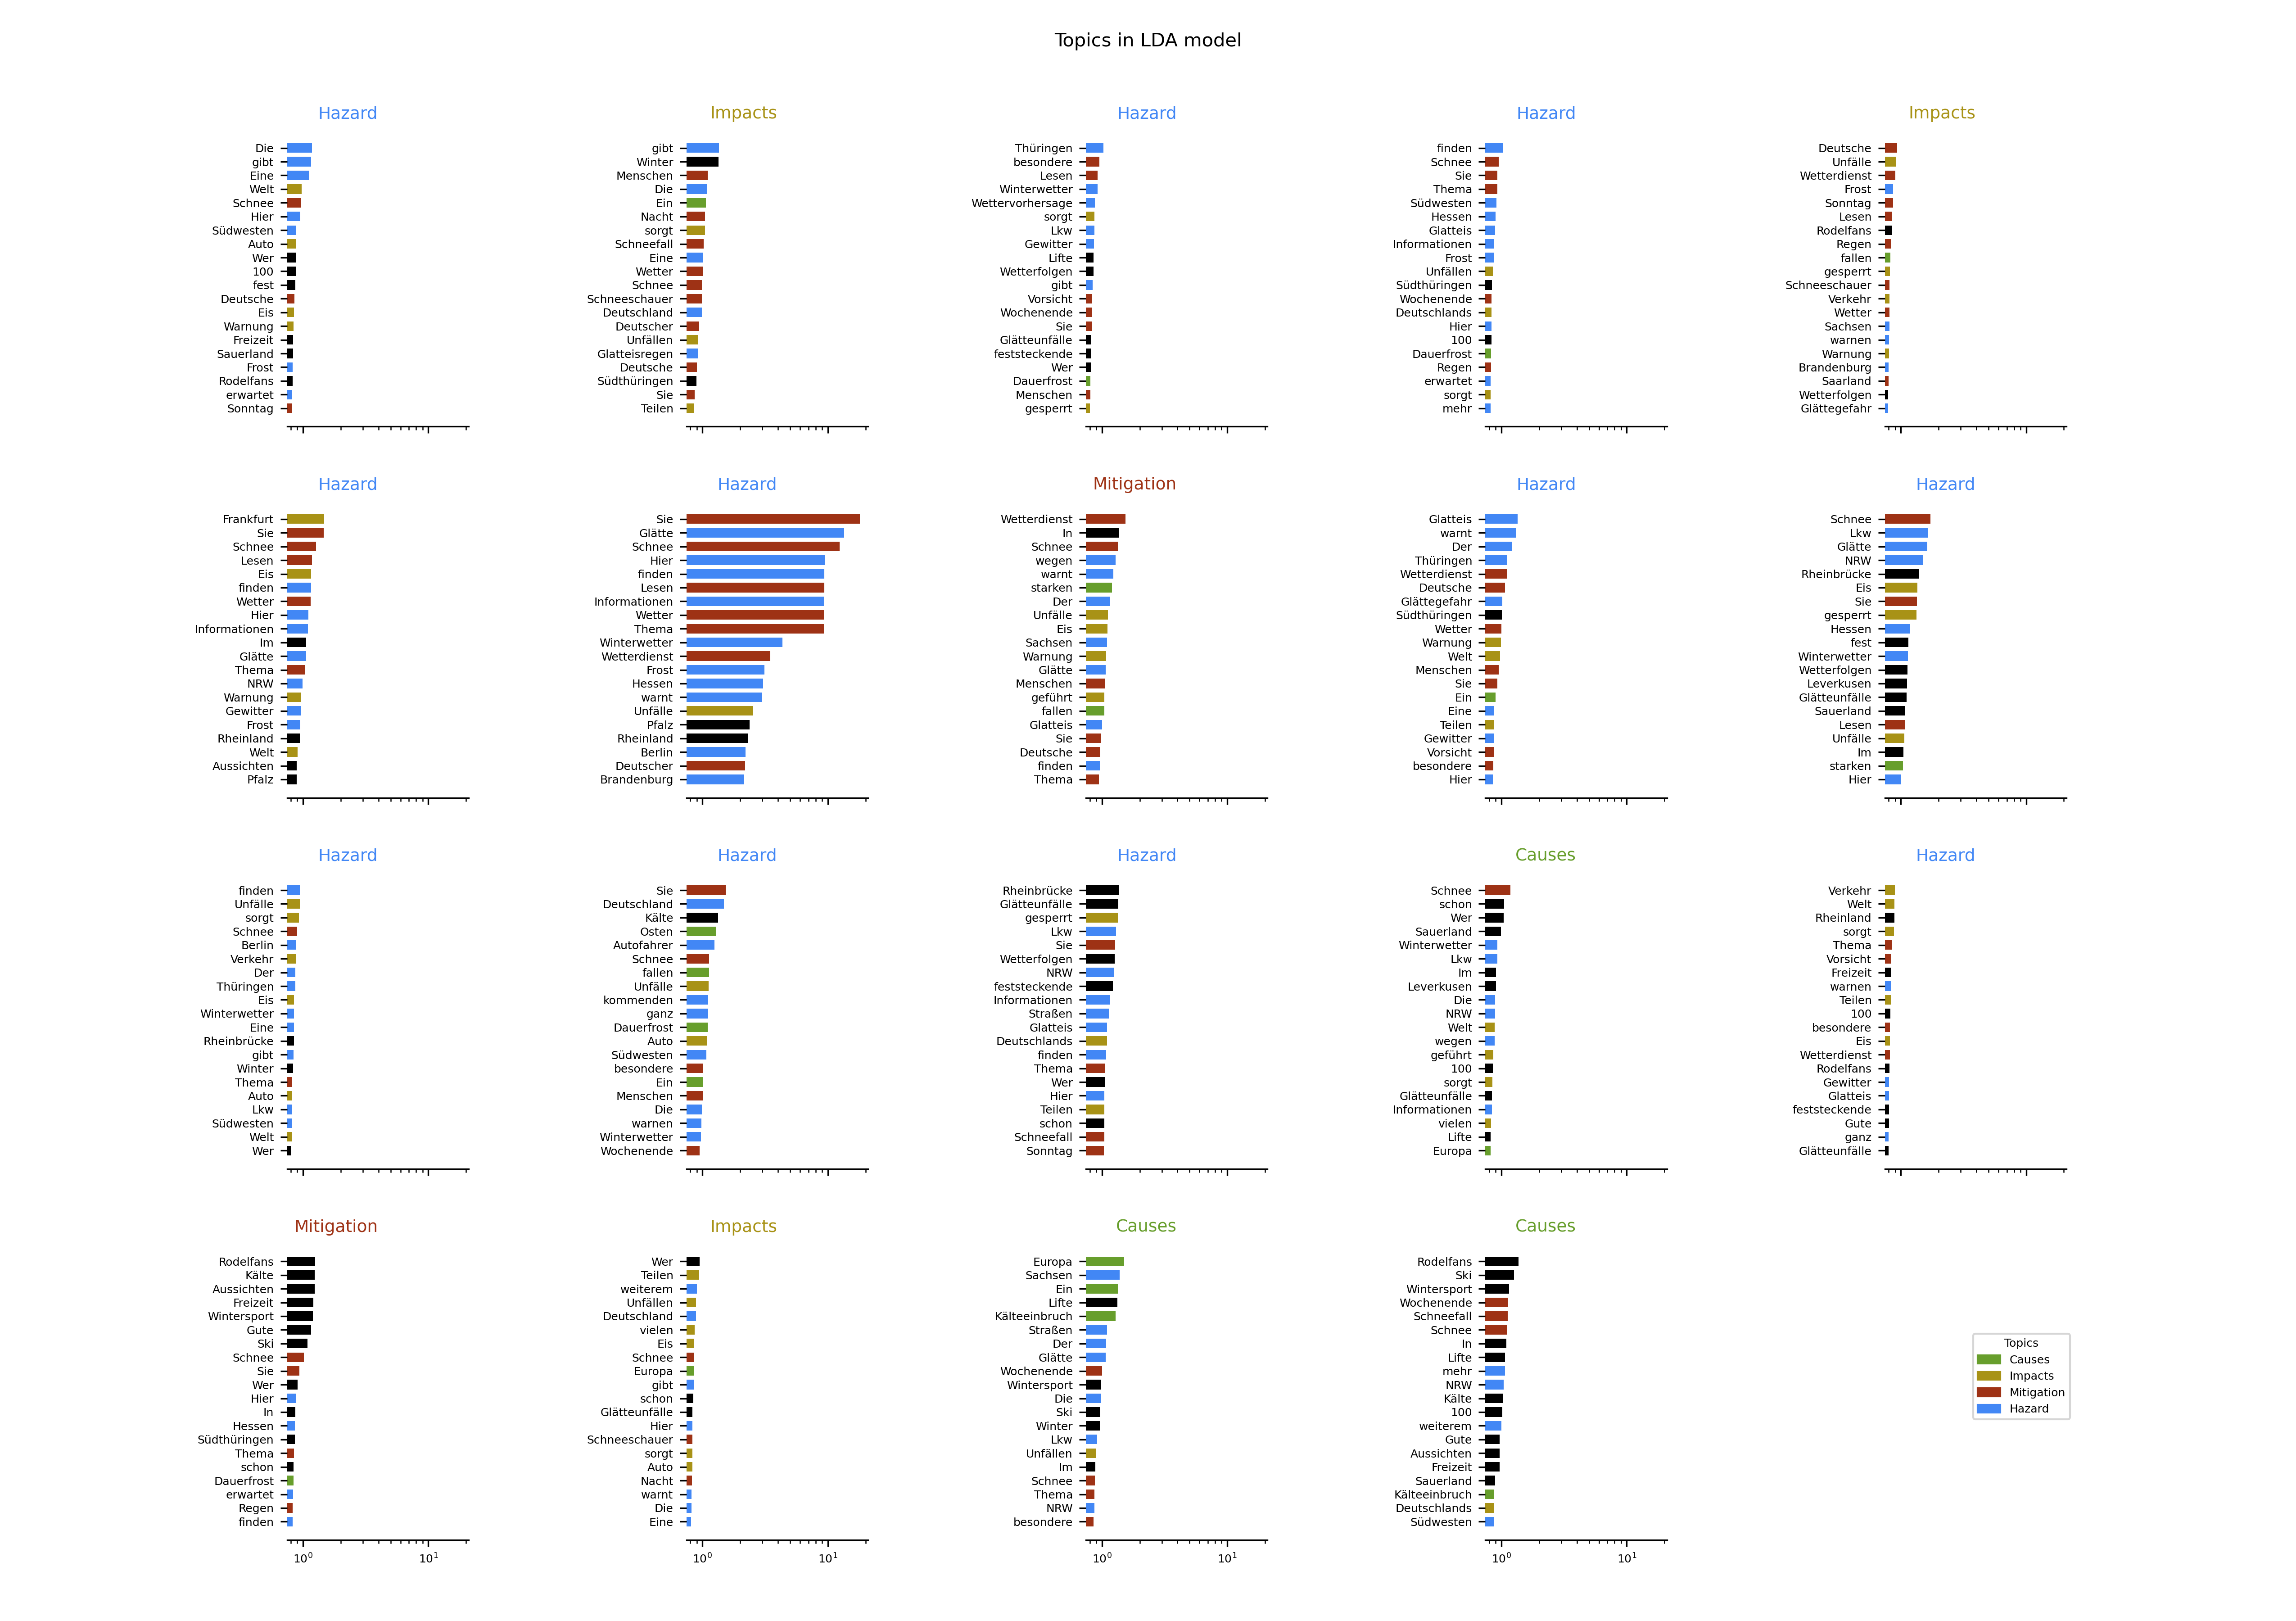 Topics in LDA model
Hazard
Die
gibt
Eine
Welt
Schnee
Hier
Südwesten
Auto
Wer
100
fest
Deutsche
Eis
Warnung
Freizeit
Sauerland
Frost
Rodelfans
erwartet
Sonntag
Impacts
gibt
Winter
Menschen
Die
Ein
Nacht
sorgt
Schneefall
Eine
Wetter
Schnee
Schneeschauer
Deutschland
Deutscher
Unfällen
Glatteisregen
Deutsche
Südthüringen
Sie
Teilen
Hazard
Thüringen
besondere
Lesen
Winterwetter
Wettervorhersage
sorgt
Lkw
Gewitter
Lifte
Wetterfolgen
gibt
Vorsicht
Wochenende
Sie
Glätteunfälle
feststeckende
Wer
Dauerfrost
Menschen
gesperrt
Hazard
finden
Schnee
Sie
Thema
Südwesten
Hessen
Glatteis
Informationen
Frost
Unfällen
Südthüringen
Wochenende
Deutschlands
Hier
100
Dauerfrost
Regen
erwartet
sorgt
mehr
Impacts
Deutsche
Unfälle
Wetterdienst
Frost
Sonntag
Lesen
Rodelfans
Regen
fallen
gesperrt
Schneeschauer
Verkehr
Wetter
Sachsen
warnen
Warnung
Brandenburg
Saarland
Wetterfolgen
Glättegefahr
Hazard
Frankfurt
Sie
Schnee
Lesen
Eis
finden
Wetter
Hier
Informationen
Im
Glätte
Thema
NRW
Warnung
Gewitter
Frost
Rheinland
Welt
Aussichten
Pfalz
Hazard
Sie
Glätte
Schnee
Hier
finden
Lesen
Informationen
Wetter
Thema
Winterwetter
Wetterdienst
Frost
Hessen
warnt
Unfälle
Pfalz
Rheinland
Berlin
Deutscher
Brandenburg
Mitigation
Wetterdienst
In
Schnee
wegen
warnt
starken
Der
Unfälle
Eis
Sachsen
Warnung
Glätte
Menschen
geführt
fallen
Glatteis
Sie
Deutsche
finden
Thema
Hazard
Glatteis
warnt
Der
Thüringen
Wetterdienst
Deutsche
Glättegefahr
Südthüringen
Wetter
Warnung
Welt
Menschen
Sie
Ein
Eine
Teilen
Gewitter
Vorsicht
besondere
Hier
Hazard
Schnee
Lkw
Glätte
NRW
Rheinbrücke
Eis
Sie
gesperrt
Hessen
fest
Winterwetter
Wetterfolgen
Leverkusen
Glätteunfälle
Sauerland
Lesen
Unfälle
Im
starken
Hier
Hazard
finden
Unfälle
sorgt
Schnee
Berlin
Verkehr
Der
Thüringen
Eis
Winterwetter
Eine
Rheinbrücke
gibt
Winter
Thema
Auto
Lkw
Südwesten
Welt
Wer
Hazard
Sie
Deutschland
Kälte
Osten
Autofahrer
Schnee
fallen
Unfälle
kommenden
ganz
Dauerfrost
Auto
Südwesten
besondere
Ein
Menschen
Die
warnen
Winterwetter
Wochenende
Hazard
Rheinbrücke
Glätteunfälle
gesperrt
Lkw
Sie
Wetterfolgen
NRW
feststeckende
Informationen
Straßen
Glatteis
Deutschlands
finden
Thema
Wer
Hier
Teilen
schon
Schneefall
Sonntag
Causes
Schnee
schon
Wer
Sauerland
Winterwetter
Lkw
Im
Leverkusen
Die
NRW
Welt
wegen
geführt
100
sorgt
Glätteunfälle
Informationen
vielen
Lifte
Europa
Hazard
Verkehr
Welt
Rheinland
sorgt
Thema
Vorsicht
Freizeit
warnen
Teilen
100
besondere
Eis
Wetterdienst
Rodelfans
Gewitter
Glatteis
feststeckende
Gute
ganz
Glätteunfälle
Mitigation
Rodelfans
Kälte
Aussichten
Freizeit
Wintersport
Gute
Ski
Schnee
Sie
Wer
Hier
In
Hessen
Südthüringen
Thema
schon
Dauerfrost
erwartet
Regen
finden
10⁰ 10¹
Impacts
Wer
Teilen
weiterem
Unfällen
Deutschland
vielen
Eis
Schnee
Europa
gibt
schon
Glätteunfälle
Hier
Schneeschauer
sorgt
Auto
Nacht
warnt
Die
Eine
10⁰ 10¹
Causes
Europa
Sachsen
Ein
Lifte
Kälteeinbruch
Straßen
Der
Glätte
Wochenende
Wintersport
Die
Ski
Winter
Lkw
Unfällen
Im
Schnee
Thema
NRW
besondere
10⁰ 10¹
Causes
Rodelfans
Ski
Wintersport
Wochenende
Schneefall
Schnee
In
Lifte
mehr
NRW
Kälte
100
weiterem
Gute
Aussichten
Freizeit
Sauerland
Kälteeinbruch
Deutschlands
Südwesten
10⁰ 10¹
Topics
Causes
Impacts
Mitigation
Hazard